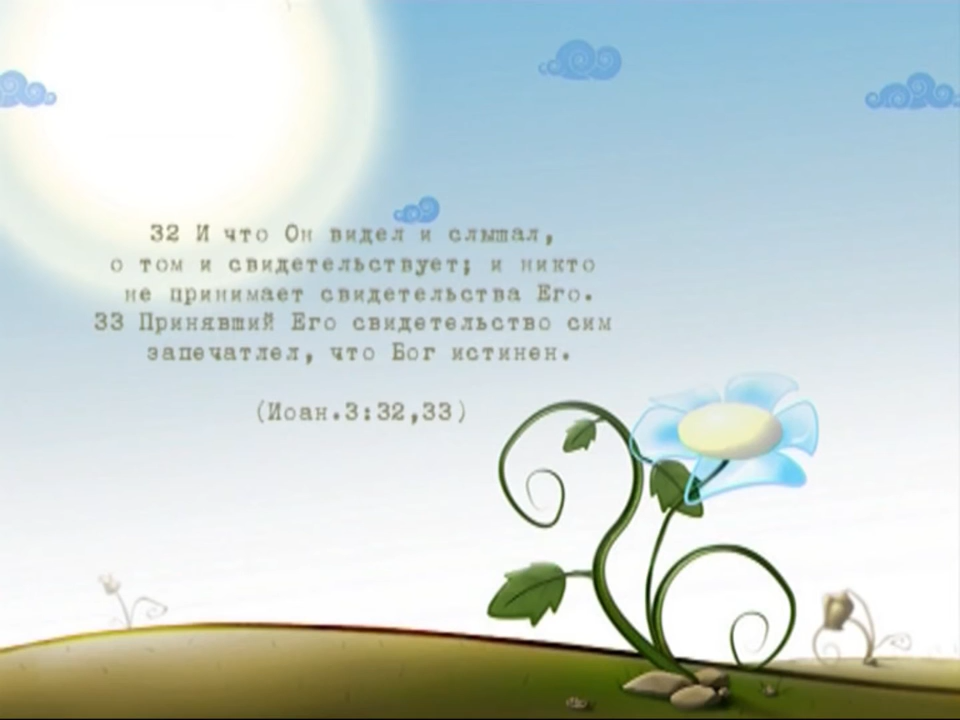 32 И что Он видел и слышал,
о том и свидетельствует; и никто
не принимает свидетельства Его.
33 Принявший Его свидетельство сим
запечатлел, что Бог истинен.
(Иоан.3:32,33)